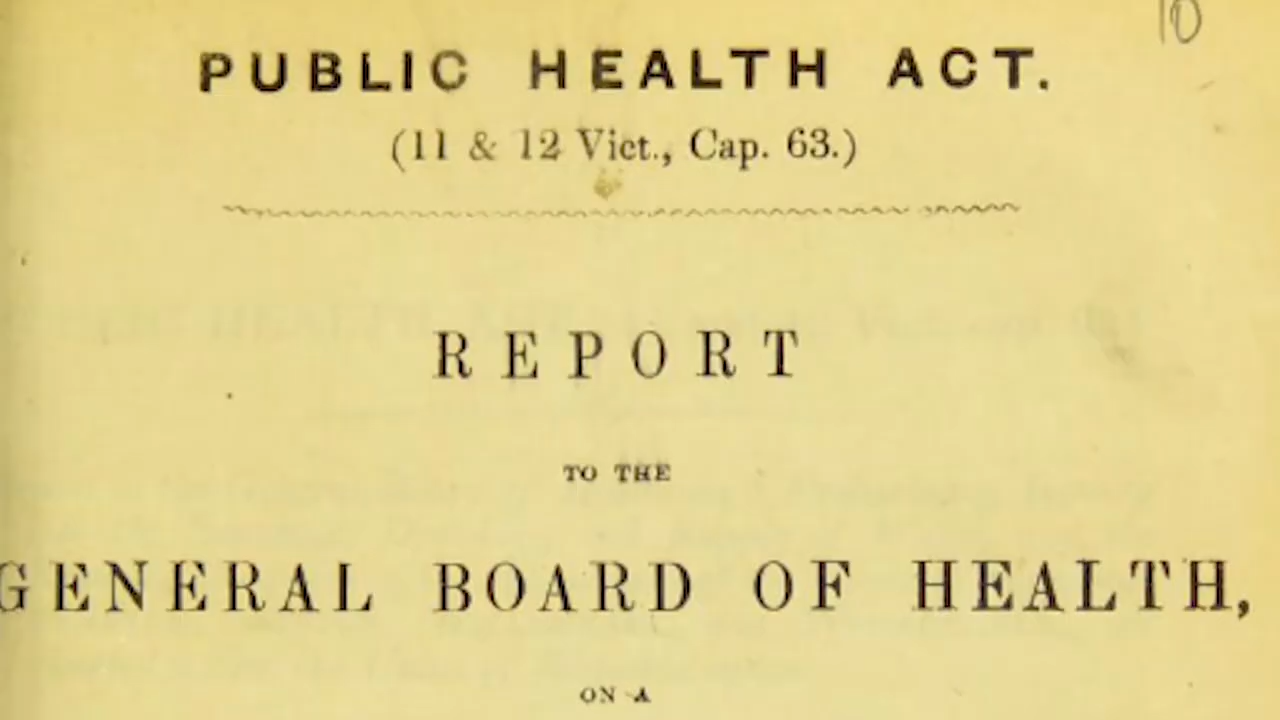 10
PUBLIC HEALTH ACT.
(11 & 12 Vict., Cap. 63.)
REPORT
TO THE
GENERAL BOARD OF HEALTH,
ON A